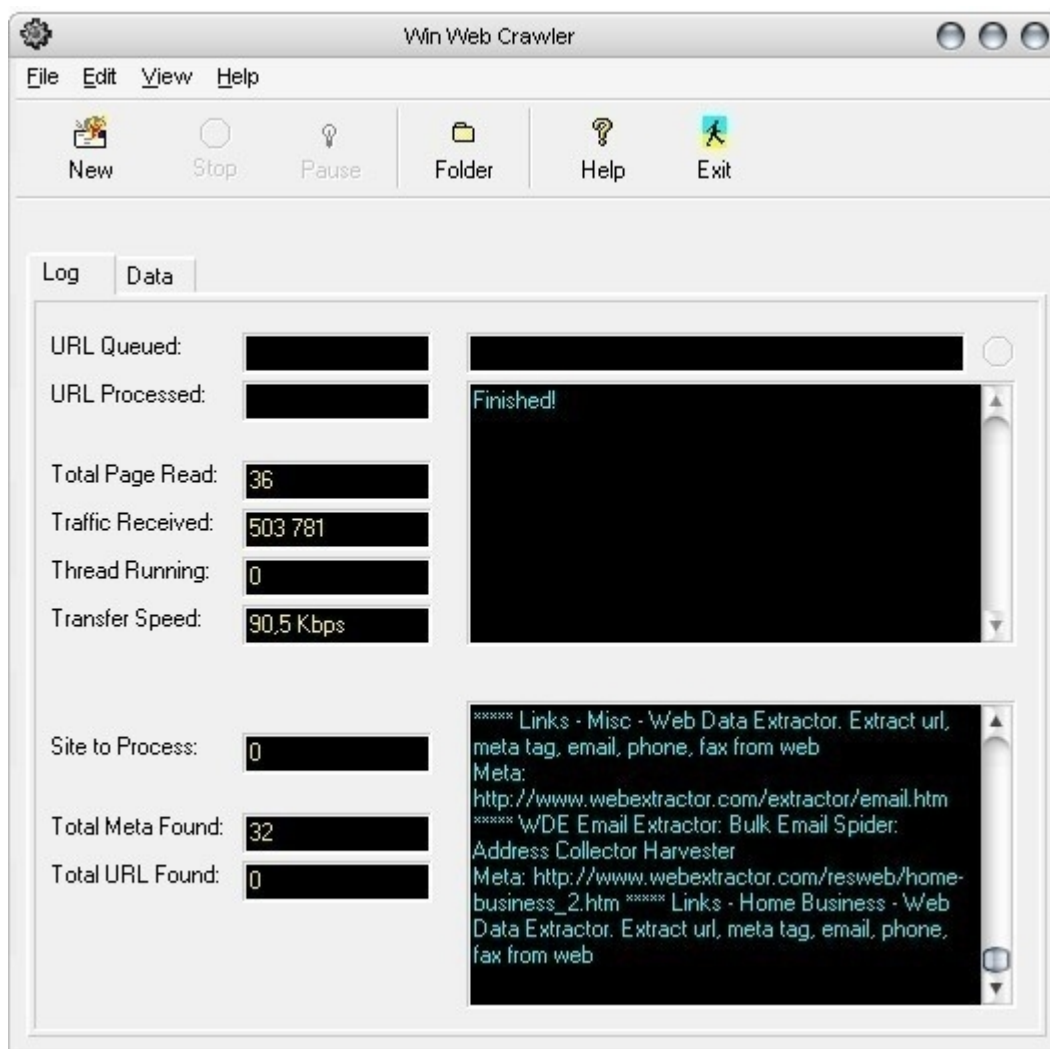 Win Web Crawler
File Edit View Help
New Stop Pause Folder Help Exit
Log Data
URL Queued:
URL Processed:
Finished!
Total Page Read: 36
Traffic Received: 503 781
Thread Running: 0
Transfer Speed: 90,5 Kbps
Site to Process: 0
Total Meta Found: 32
Total URL Found: 0
***** Links - Misc - Web Data Extractor. Extract url,
meta tag, email, phone, fax from web
Meta:
http://www.webextractor.com/extractor/email.htm
***** WDE Email Extractor: Bulk Email Spider:
Address Collector Harvester
Meta: http://www.webextractor.com/resweb/home-
business_2.htm ***** Links - Home Business - Web
Data Extractor. Extract url, meta tag, email, phone,
fax from web